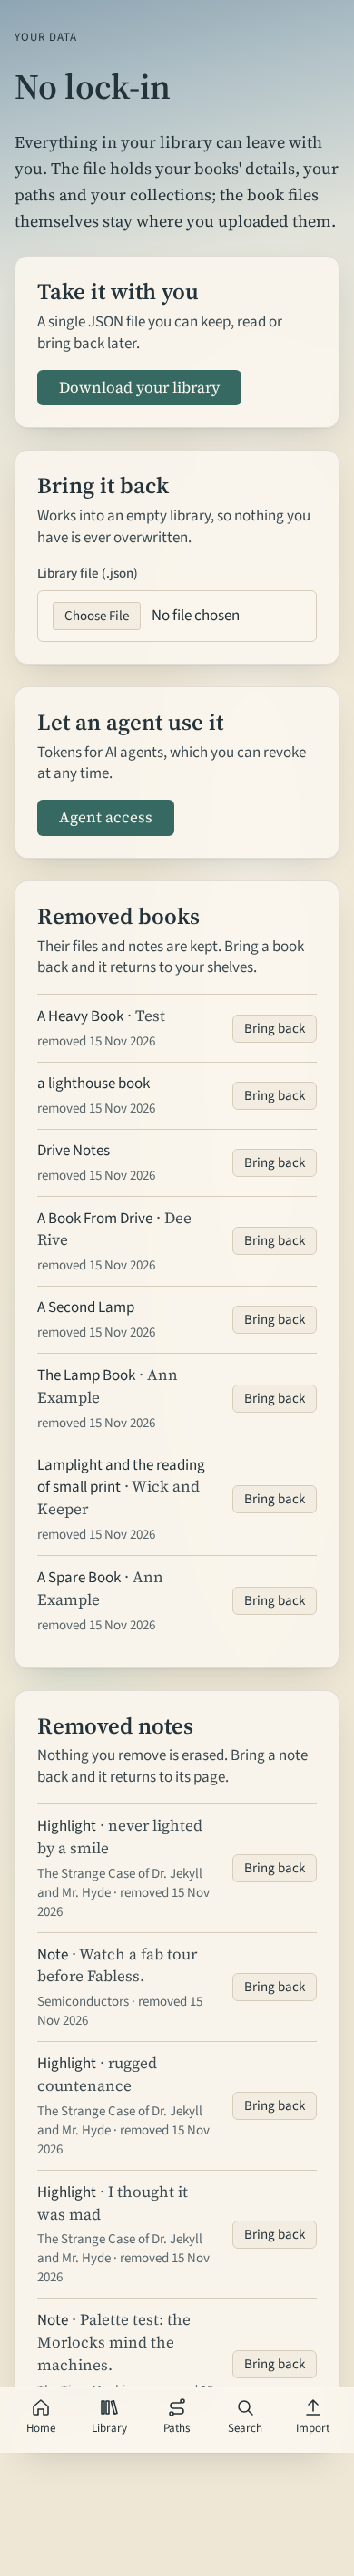 YOUR DATA
No lock-in
Everything in your library can leave with
you. The file holds your books' details, your
paths and your collections; the book files
themselves stay where you uploaded them.
Take it with you
A single JSON file you can keep, read or
bring back later.
Download your library
Bring it back
Works into an empty library, so nothing you
have is ever overwritten.
Library file (.json)
Choose File No file chosen
Let an agent use it
Tokens for AI agents, which you can revoke
at any time.
Agent access
Removed books
Their files and notes are kept. Bring a book
back and it returns to your shelves.
A Heavy Book · Test
removed 15 Nov 2026
Bring back
a lighthouse book
removed 15 Nov 2026
Bring back
Drive Notes
removed 15 Nov 2026
Bring back
A Book From Drive · Dee
Rive
removed 15 Nov 2026
Bring back
A Second Lamp
removed 15 Nov 2026
Bring back
The Lamp Book · Ann
Example
removed 15 Nov 2026
Bring back
Lamplight and the reading
of small print · Wick and
Keeper
removed 15 Nov 2026
Bring back
A Spare Book · Ann
Example
removed 15 Nov 2026
Bring back
Removed notes
Nothing you remove is erased. Bring a note
back and it returns to its page.
Highlight · never lighted
by a smile
The Strange Case of Dr. Jekyll
and Mr. Hyde · removed 15 Nov
2026
Bring back
Note · Watch a fab tour
before Fabless.
Semiconductors · removed 15
Nov 2026
Bring back
Highlight · rugged
countenance
The Strange Case of Dr. Jekyll
and Mr. Hyde · removed 15 Nov
2026
Bring back
Highlight · I thought it
was mad
The Strange Case of Dr. Jekyll
and Mr. Hyde · removed 15 Nov
2026
Bring back
Note · Palette test: the
Morlocks mind the
machines.
Bring back
Home
Library
Paths
Search
Import